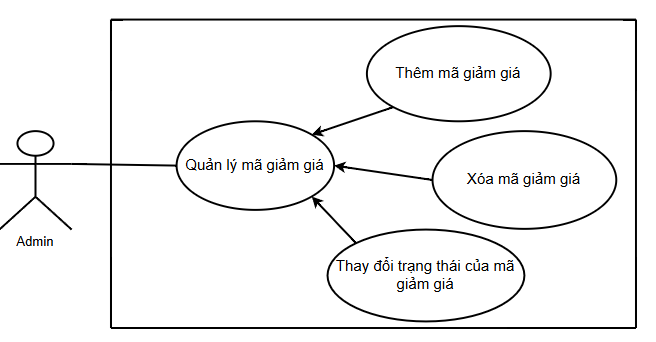 Thêm mã giảm giá
Quản lý mã giảm giá
Xóa mã giảm giá
Admin
Thay đổi trạng thái của mã
giảm giá